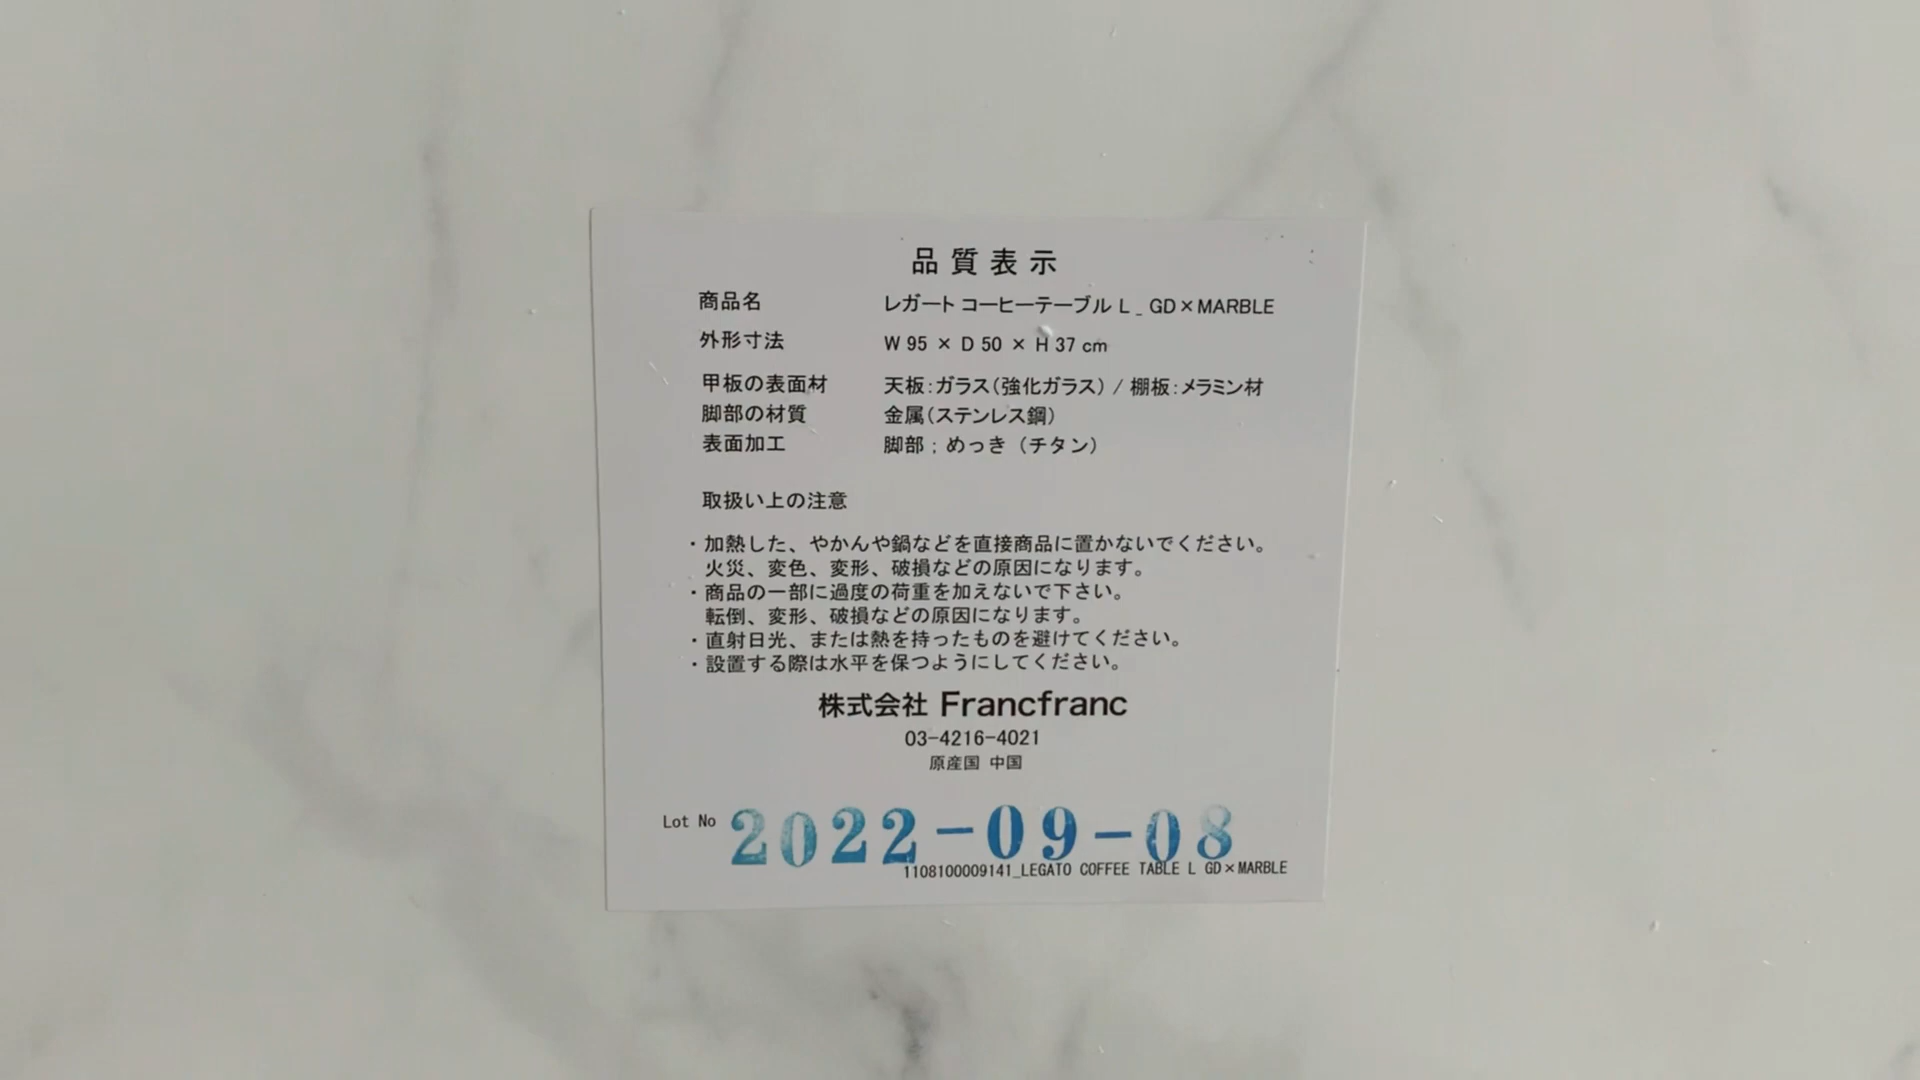 品質表示
商品名 レガート コーヒーテーブル L _ GD×MARBLE
外形寸法 W 95 × D 50 × H 37 cm
甲板の表面材 天板:ガラス(強化ガラス) / 棚板:メラミン材
脚部の材質 金属(ステンレス鋼)
表面加工 脚部;めっき (チタン)
取扱い上の注意
・加熱した、やかんや鍋などを直接商品に置かないでください。
火災、変色、変形、破損などの原因になります。
・商品の一部に過度の荷重を加えないで下さい。
転倒、変形、破損などの原因になります。
・直射日光、または熱を持ったものを避けてください。
・設置する際は水平を保つようにしてください。
株式会社 Francfranc
03-4216-4021
原産国 中国
Lot No 2022-09-08
1108100009141_LEGATO COFFEE TABLE L GD×MARBLE